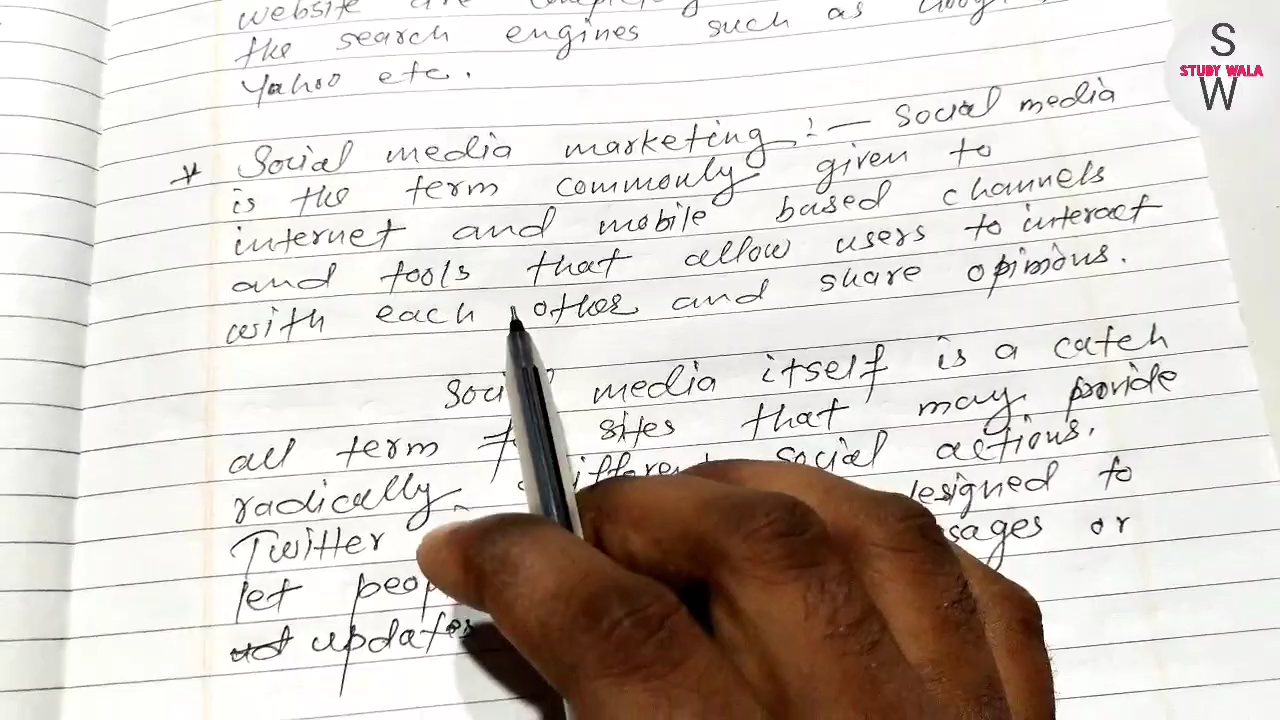 website are
the search engines such as
Yahoo etc.
* Social media marketing :- Social media
is the term commonly given to
internet and mobile based channels
and tools that allow users to interact
with each other and share opinions.
media itself is a catch
all term sites that may provide
radically social actions.
Twitter designed to
let or
updates
S
STUDY WALA
W